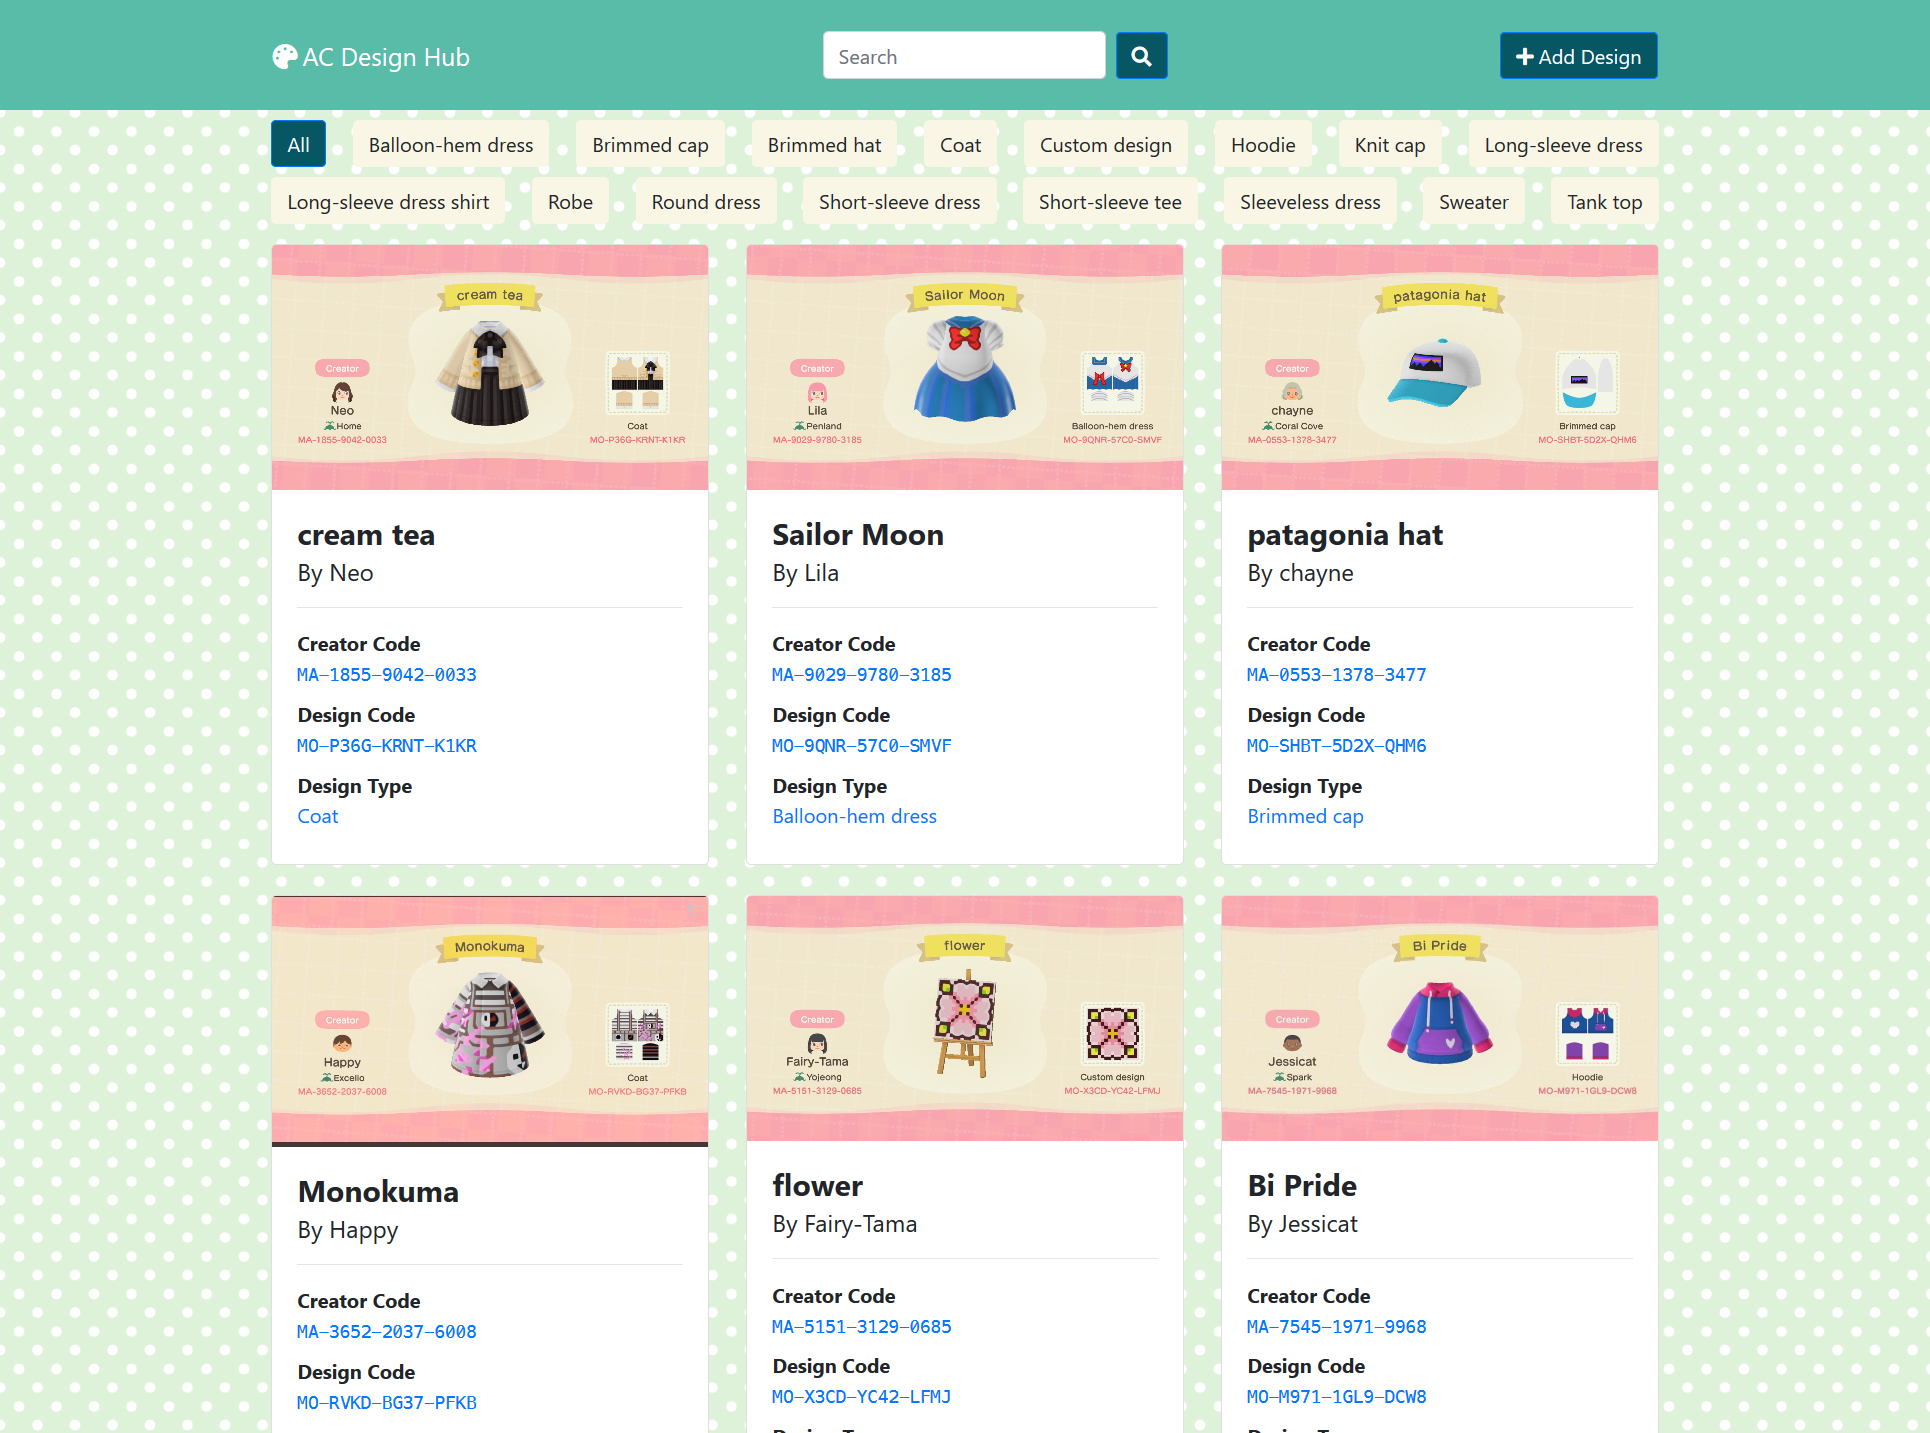 AC Design Hub
Search
Add Design
All
Balloon-hem dress
Brimmed cap
Brimmed hat
Coat
Custom design
Hoodie
Knit cap
Long-sleeve dress
Long-sleeve dress shirt
Robe
Round dress
Short-sleeve dress
Short-sleeve tee
Sleeveless dress
Sweater
Tank top
cream tea
Creator
Neo
Home
MA-1855-9042-0033
Coat
MO-P36G-KRNT-K1KR
cream tea
By Neo
Creator Code
MA-1855-9042-0033
Design Code
MO-P36G-KRNT-K1KR
Design Type
Coat
Sailor Moon
Creator
Lila
Penland
MA-9029-9780-3185
Balloon-hem dress
MO-9QNR-57C0-SMVF
Sailor Moon
By Lila
Creator Code
MA-9029-9780-3185
Design Code
MO-9QNR-57C0-SMVF
Design Type
Balloon-hem dress
patagonia hat
Creator
chayne
Coral Cove
MA-0553-1378-3477
Brimmed cap
MO-SHBT-5D2X-QHM6
patagonia hat
By chayne
Creator Code
MA-0553-1378-3477
Design Code
MO-SHBT-5D2X-QHM6
Design Type
Brimmed cap
Monokuma
Creator
Happy
Excelio
MA-3652-2037-6008
Coat
MO-RVKD-BG37-PFKB
Monokuma
By Happy
Creator Code
MA-3652-2037-6008
Design Code
MO-RVKD-BG37-PFKB
flower
Creator
Fairy-Tama
Yojeong
MA-5151-3129-0685
Custom design
MO-X3CD-YC42-LFMJ
flower
By Fairy-Tama
Creator Code
MA-5151-3129-0685
Design Code
MO-X3CD-YC42-LFMJ
Bi Pride
Creator
Jessicat
Spark
MA-7545-1971-9968
Hoodie
MO-M971-1GL9-DCW8
Bi Pride
By Jessicat
Creator Code
MA-7545-1971-9968
Design Code
MO-M971-1GL9-DCW8